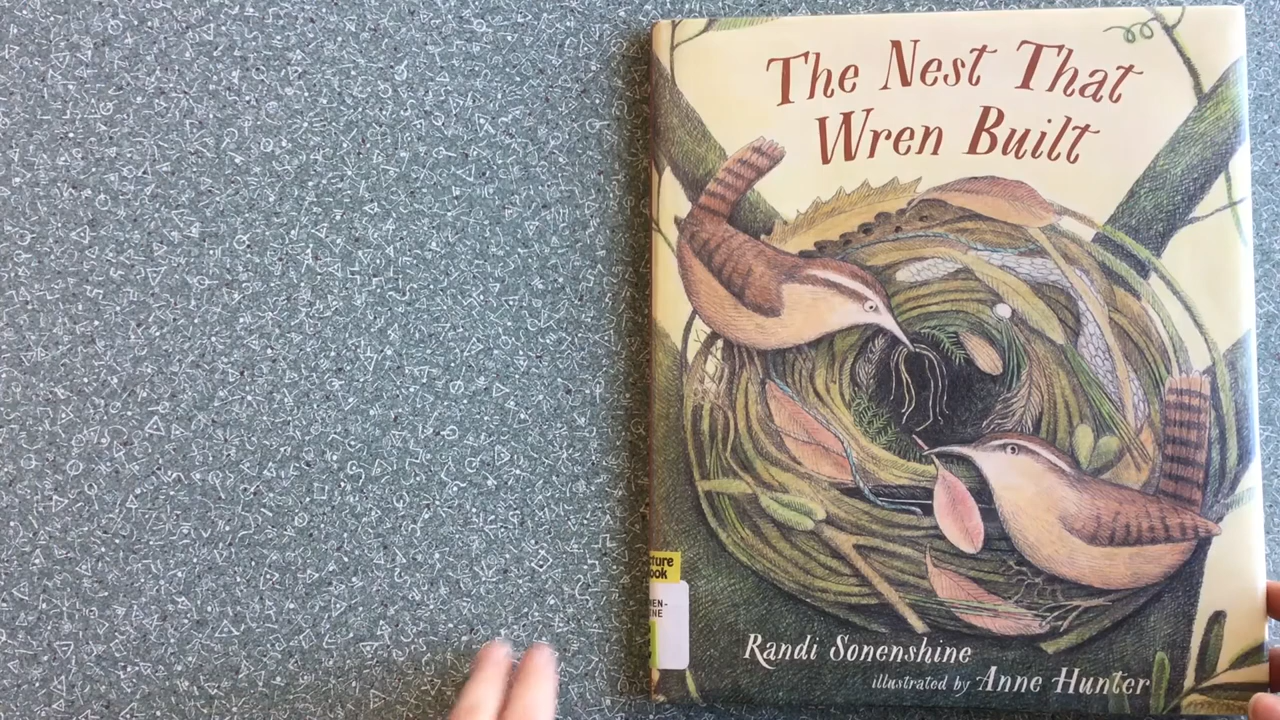 The Nest That
Wren Built
Randi Sonenshine
illustrated by Anne Hunter